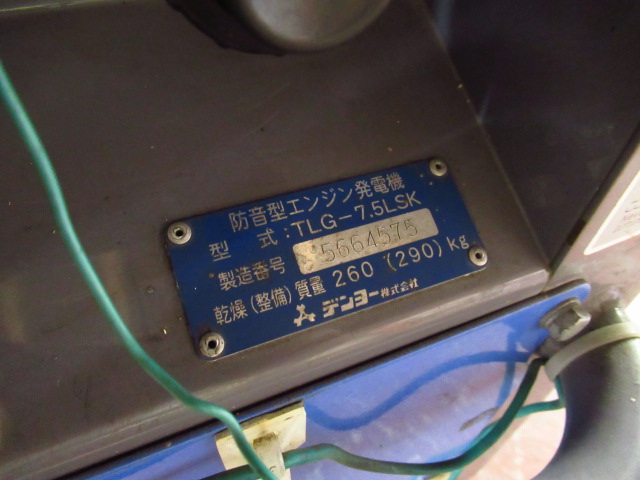 防音型エンジン発電機
型式:TLG-7.5LSK
製造番号 5664575
乾燥(整備)質量 260 (290)kg
デンヨー株式会社